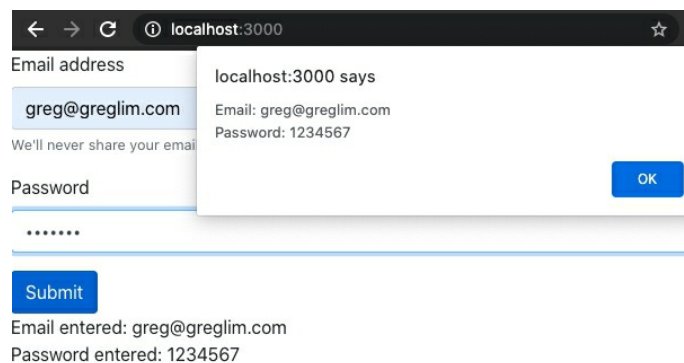 localhost:3000
Email address
localhost:3000 says
greg@greglim.com
Email: greg@greglim.com
Password: 1234567
We'll never share your emai
OK
Password
•••••••
Submit
Email entered: greg@greglim.com
Password entered: 1234567